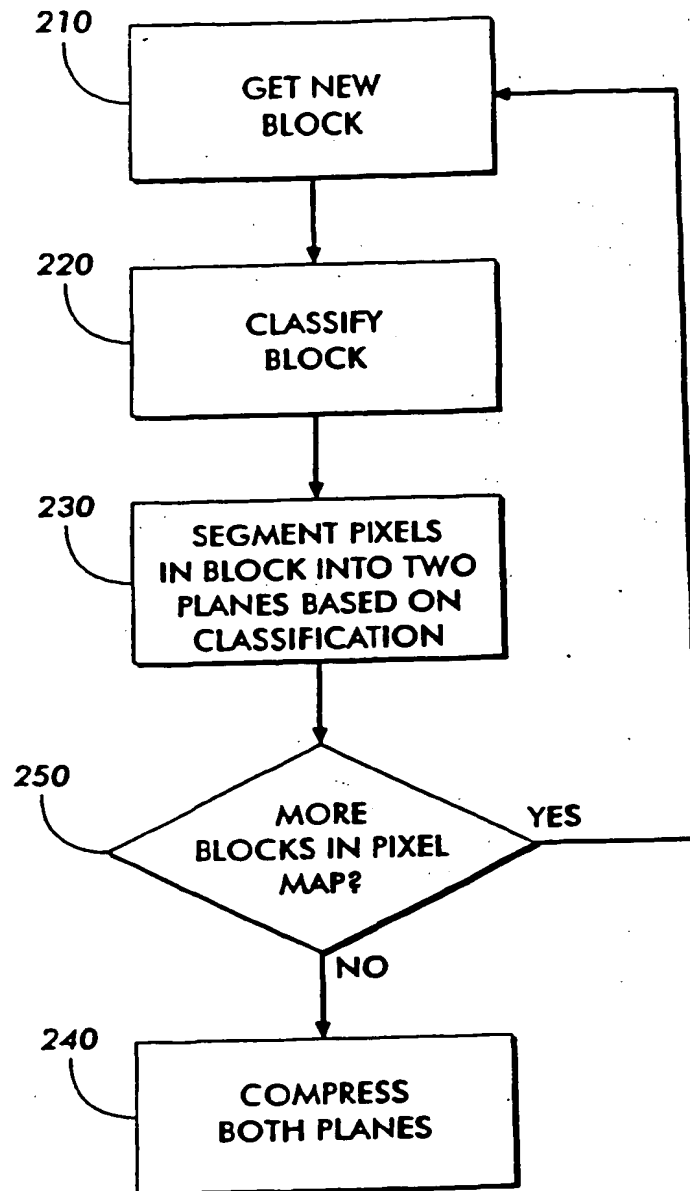 210
GET NEW
BLOCK
220
CLASSIFY
BLOCK
230
SEGMENT PIXELS
IN BLOCK INTO TWO
PLANES BASED ON
CLASSIFICATION
250
MORE
BLOCKS IN PIXEL
MAP?
YES
NO
240
COMPRESS
BOTH PLANES